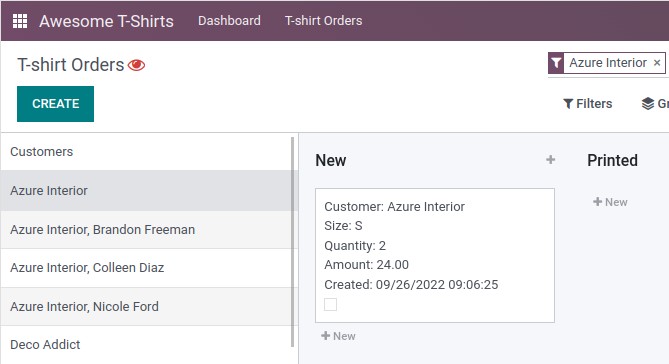 Awesome T-Shirts
Dashboard
T-shirt Orders
T-shirt Orders
Azure Interior ×
CREATE
Filters
Customers
Azure Interior
Azure Interior, Brandon Freeman
Azure Interior, Colleen Diaz
Azure Interior, Nicole Ford
Deco Addict
New +
Customer: Azure Interior
Size: S
Quantity: 2
Amount: 24.00
Created: 09/26/2022 09:06:25
+ New
Printed
+ New